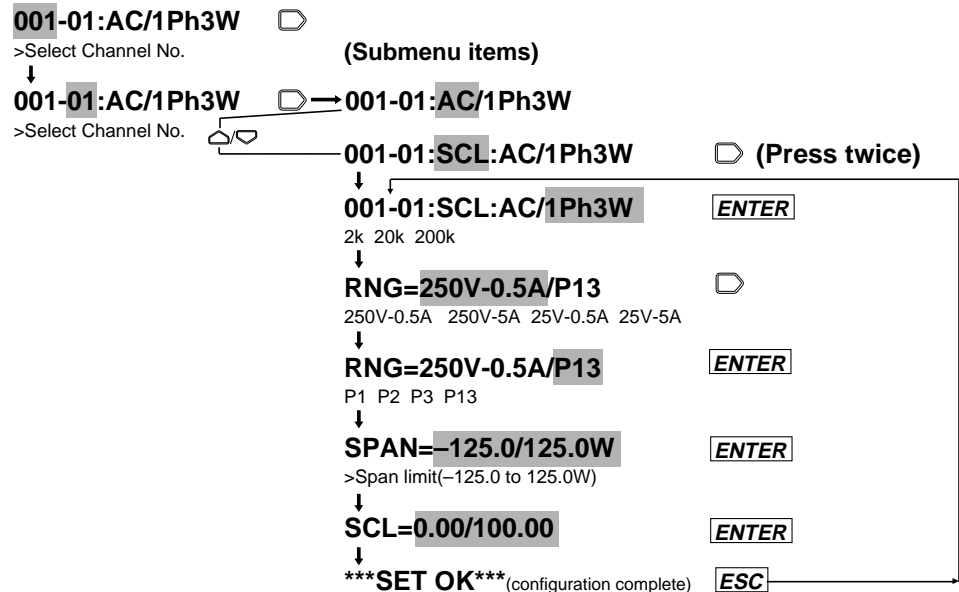 001-01:AC/1Ph3W
>Select Channel No.
(Submenu items)
001-01:AC/1Ph3W
001-01:AC/1Ph3W
>Select Channel No.
/
001-01:SCL:AC/1Ph3W
(Press twice)
001-01:SCL:AC/1Ph3W
ENTER
2k 20k 200k
RNG=250V-0.5A/P13
250V-0.5A 250V-5A 25V-0.5A 25V-5A
RNG=250V-0.5A/P13
ENTER
P1 P2 P3 P13
SPAN=–125.0/125.0W
ENTER
>Span limit(–125.0 to 125.0W)
SCL=0.00/100.00
ENTER
***SET OK***(configuration complete)
ESC